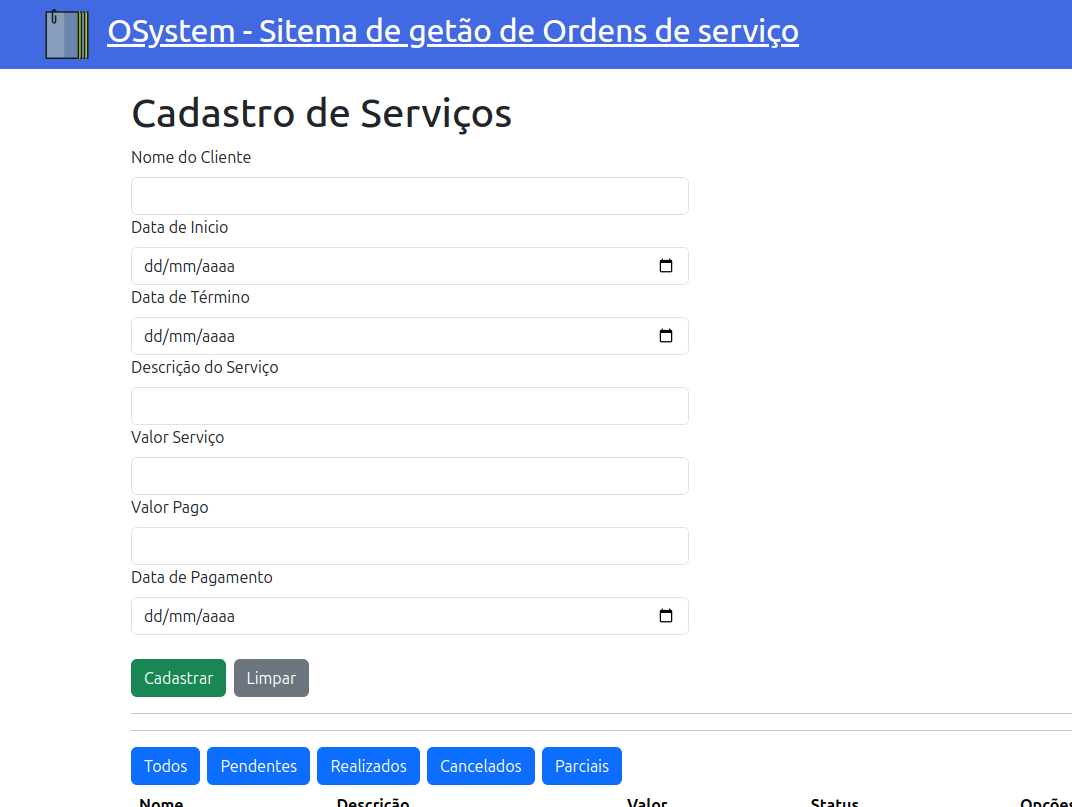 OSystem - Sitema de getão de Ordens de serviço
Cadastro de Serviços
Nome do Cliente
Data de Inicio
dd/mm/aaaa
Data de Término
dd/mm/aaaa
Descrição do Serviço
Valor Serviço
Valor Pago
Data de Pagamento
dd/mm/aaaa
Cadastrar Limpar
Todos Pendentes Realizados Cancelados Parciais
Nome Descrição Valor Status Opções